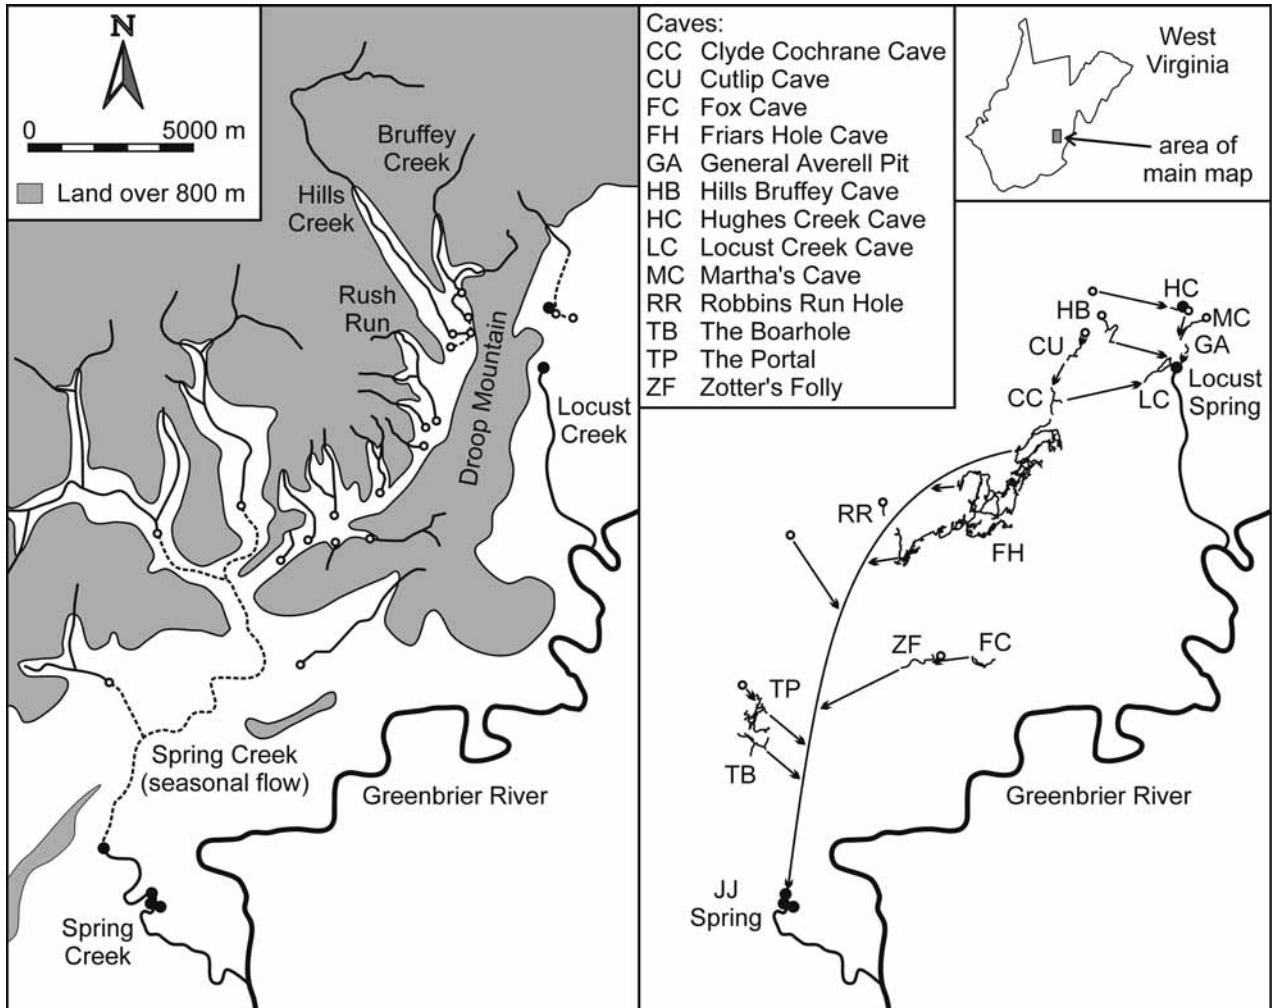 N
0 5000 m
Land over 800 m
Bruffey
Creek
Hills
Creek
Rush
Run
Droop Mountain
Locust
Creek
Spring Creek
(seasonal flow)
Greenbrier River
Spring
Creek
Caves:
CC Clyde Cochrane Cave
CU Cutlip Cave
FC Fox Cave
FH Friars Hole Cave
GA General Averell Pit
HB Hills Bruffey Cave
HC Hughes Creek Cave
LC Locust Creek Cave
MC Martha's Cave
RR Robbins Run Hole
TB The Boarhole
TP The Portal
ZF Zotter's Folly
West
Virginia
area of
main map
HC
HB
MC
CU
GA
CC
LC
Locust
Spring
RR
FH
ZF
FC
TP
TB
Greenbrier River
JJ
Spring